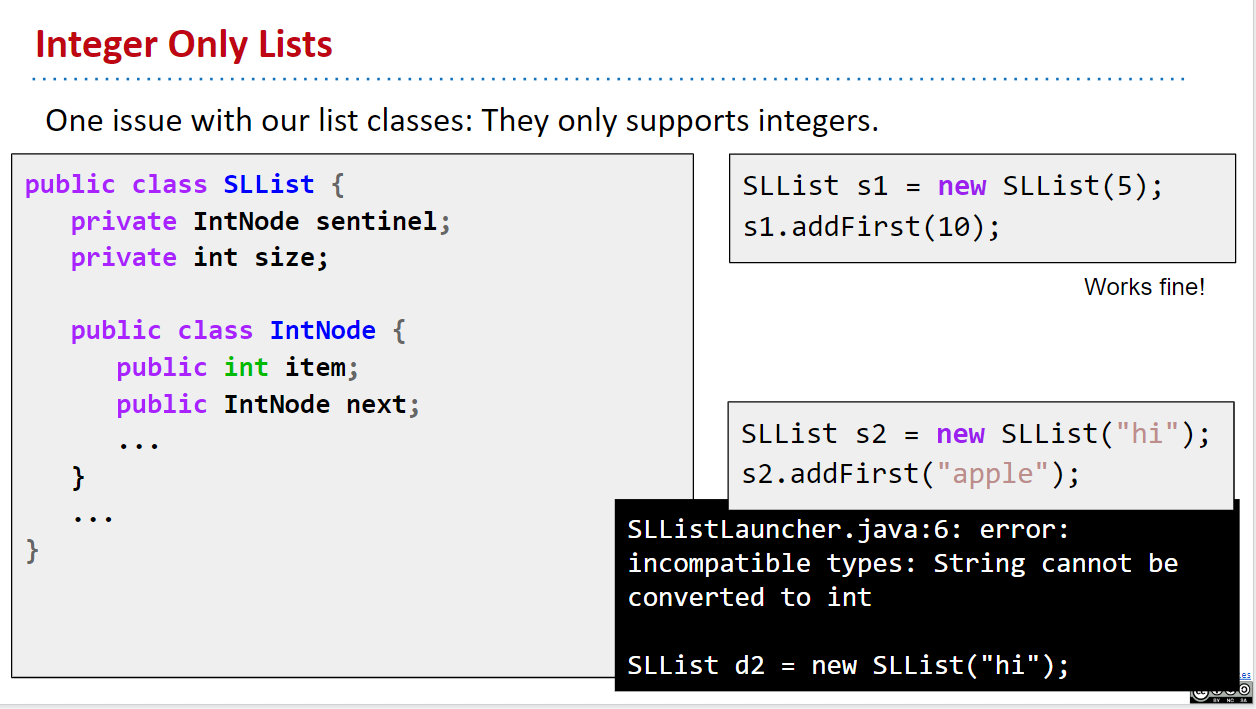 Integer Only Lists
One issue with our list classes: They only supports integers.
public class SLList {
private IntNode sentinel;
private int size;
public class IntNode {
public int item;
public IntNode next;
...
}
...
}
SLList s1 = new SLList(5);
s1.addFirst(10);
Works fine!
SLList s2 = new SLList("hi");
s2.addFirst("apple");
SLListLauncher.java:6: error:
incompatible types: String cannot be
converted to int
SLList d2 = new SLList("hi");
BY NC SA